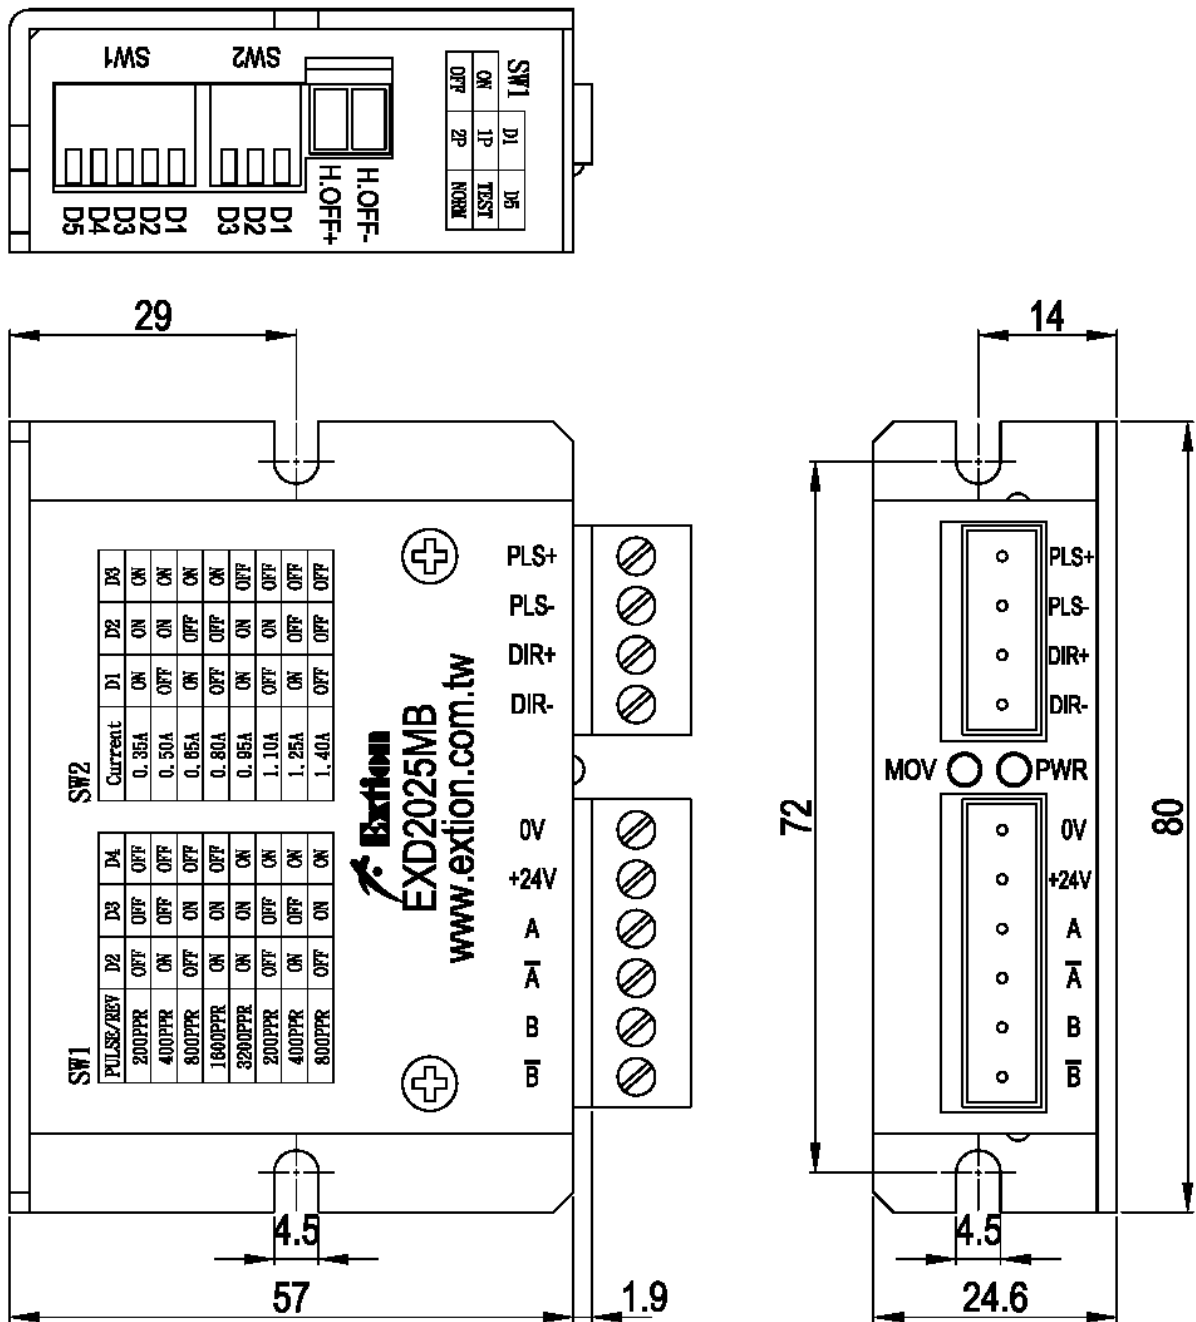 SW1
SW2
D5
D4
D3
D2
D1
D3
D2
D1
H.OFF+
H.OFF-
SW1 D1 D5
ON 1P TEST
OFF 2P NORM
29
14
SW2
Current D1 D2 D3
0.35A ON ON ON
0.50A OFF ON ON
0.65A ON OFF ON
0.80A OFF OFF ON
0.95A ON ON OFF
1.10A OFF ON OFF
1.25A ON OFF OFF
1.40A OFF OFF OFF
SW1
PULSE/REV D2 D3 D4
200PPR OFF OFF OFF
400PPR ON OFF OFF
800PPR OFF ON OFF
1600PPR ON ON OFF
3200PPR ON ON ON
200PPR OFF OFF ON
400PPR ON OFF ON
800PPR OFF ON ON
Extion
EXD2025MB
www.extion.com.tw
PLS+
PLS-
DIR+
DIR-
0V
+24V
A
A̅
B
B̅
PLS+
PLS-
DIR+
DIR-
MOV PWR
0V
+24V
A
A̅
B
B̅
72
80
4.5
57
1.9
4.5
24.6